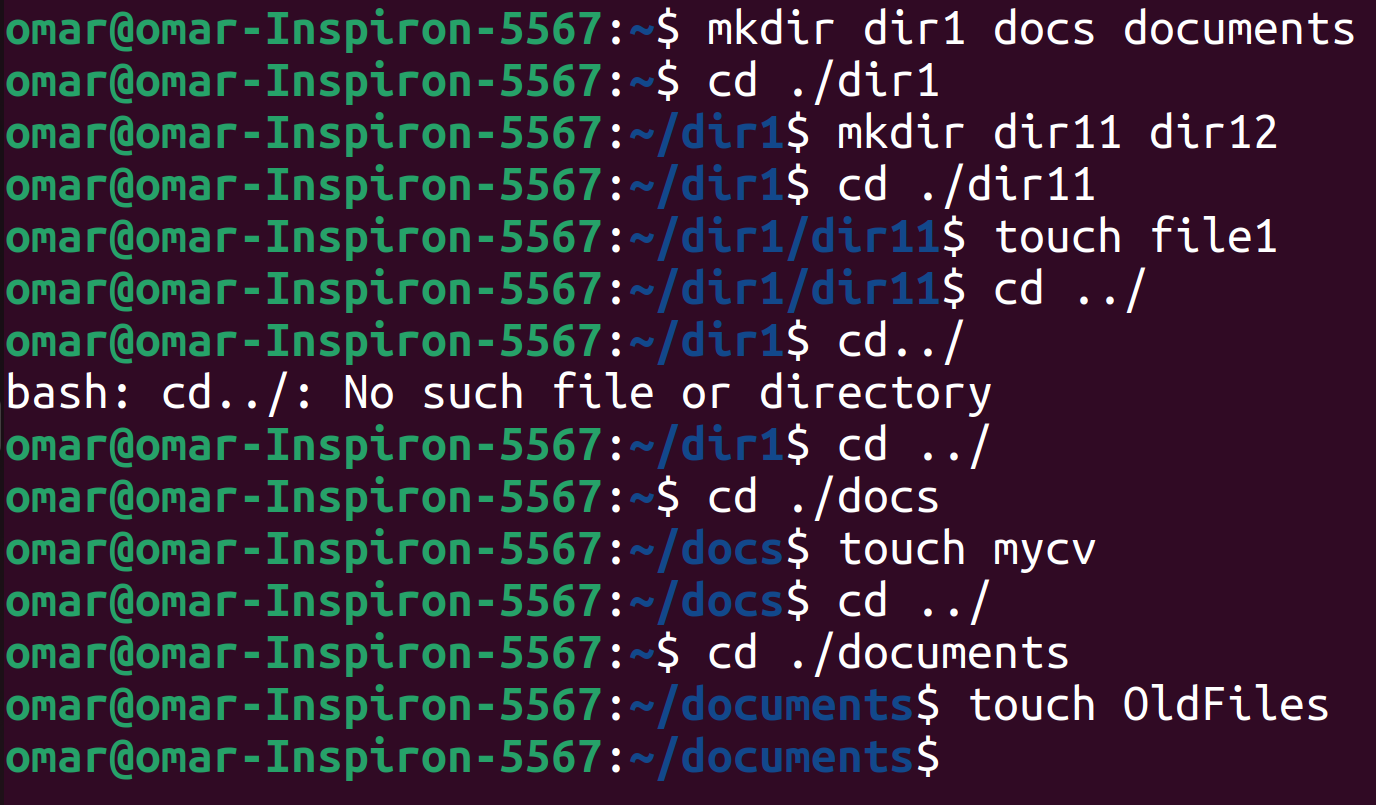 omar@omar-Inspiron-5567:~$ mkdir dir1 docs documents
omar@omar-Inspiron-5567:~$ cd ./dir1
omar@omar-Inspiron-5567:~/dir1$ mkdir dir11 dir12
omar@omar-Inspiron-5567:~/dir1$ cd ./dir11
omar@omar-Inspiron-5567:~/dir1/dir11$ touch file1
omar@omar-Inspiron-5567:~/dir1/dir11$ cd ../
omar@omar-Inspiron-5567:~/dir1$ cd../
bash: cd../: No such file or directory
omar@omar-Inspiron-5567:~/dir1$ cd ../
omar@omar-Inspiron-5567:~$ cd ./docs
omar@omar-Inspiron-5567:~/docs$ touch mycv
omar@omar-Inspiron-5567:~/docs$ cd ../
omar@omar-Inspiron-5567:~$ cd ./documents
omar@omar-Inspiron-5567:~/documents$ touch OldFiles
omar@omar-Inspiron-5567:~/documents$